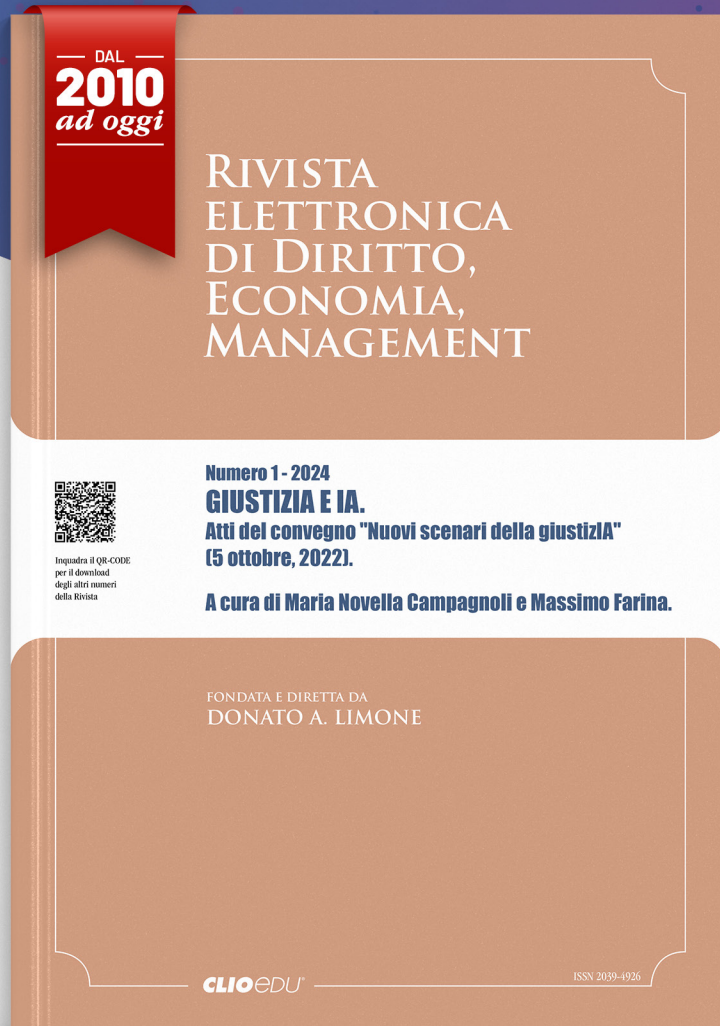 DAL
2010
ad oggi
RIVISTA
ELETTRONICA
DI DIRITTO,
ECONOMIA,
MANAGEMENT
Numero 1 - 2024
GIUSTIZIA E IA.
Atti del convegno "Nuovi scenari della giustizIA"
(5 ottobre, 2022).
A cura di Maria Novella Campagnoli e Massimo Farina.
Inquadra il QR-CODE
per il download
degli altri numeri
della Rivista
FONDATA E DIRETTA DA
DONATO A. LIMONE
CLIOEDU®
ISSN 2039-4926